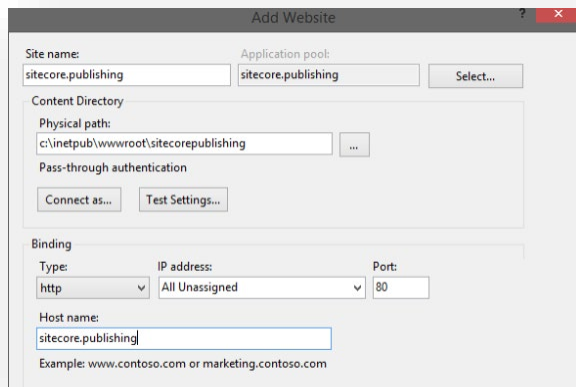 Add Website
?
Site name:
Application pool:
sitecore.publishing
sitecore.publishing
Select...
Content Directory
Physical path:
c:\inetpub\wwwroot\sitecorepublishing
...
Pass-through authentication
Connect as...
Test Settings...
Binding
Type:
IP address:
Port:
http
All Unassigned
80
Host name:
sitecore.publishing
Example: www.contoso.com or marketing.contoso.com